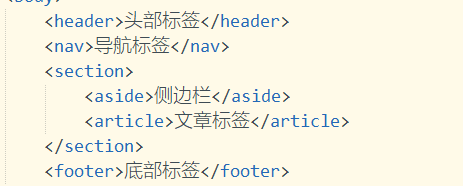 <body>
<header>头部标签</header>
<nav>导航标签</nav>
<section>
<aside>侧边栏</aside>
<article>文章标签</article>
</section>
<footer>底部标签</footer>